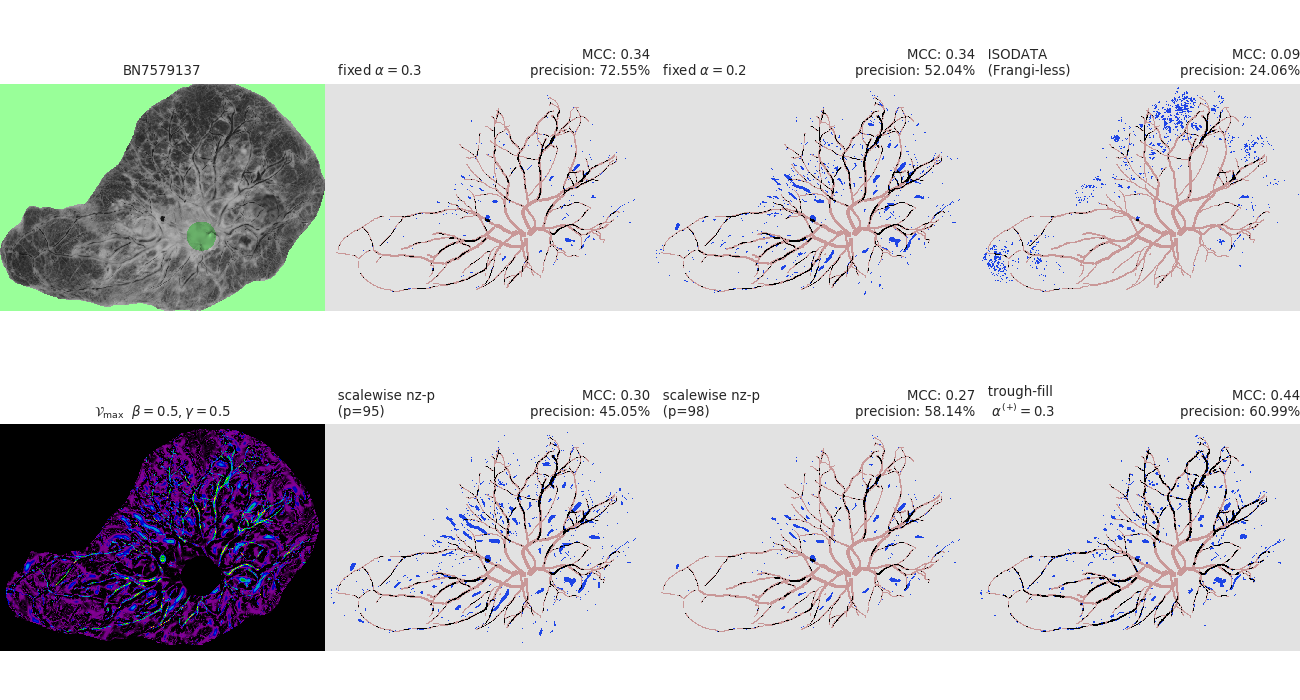 BN7579137
fixed α = 0.3
MCC: 0.34
precision: 72.55%
fixed α = 0.2
MCC: 0.34
precision: 52.04%
ISODATA
(Frangi-less)
MCC: 0.09
precision: 24.06%
𝒱max β = 0.5, γ = 0.5
scalewise nz-p
(p=95)
MCC: 0.30
precision: 45.05%
scalewise nz-p
(p=98)
MCC: 0.27
precision: 58.14%
trough-fill
α⁽⁺⁾ = 0.3
MCC: 0.44
precision: 60.99%